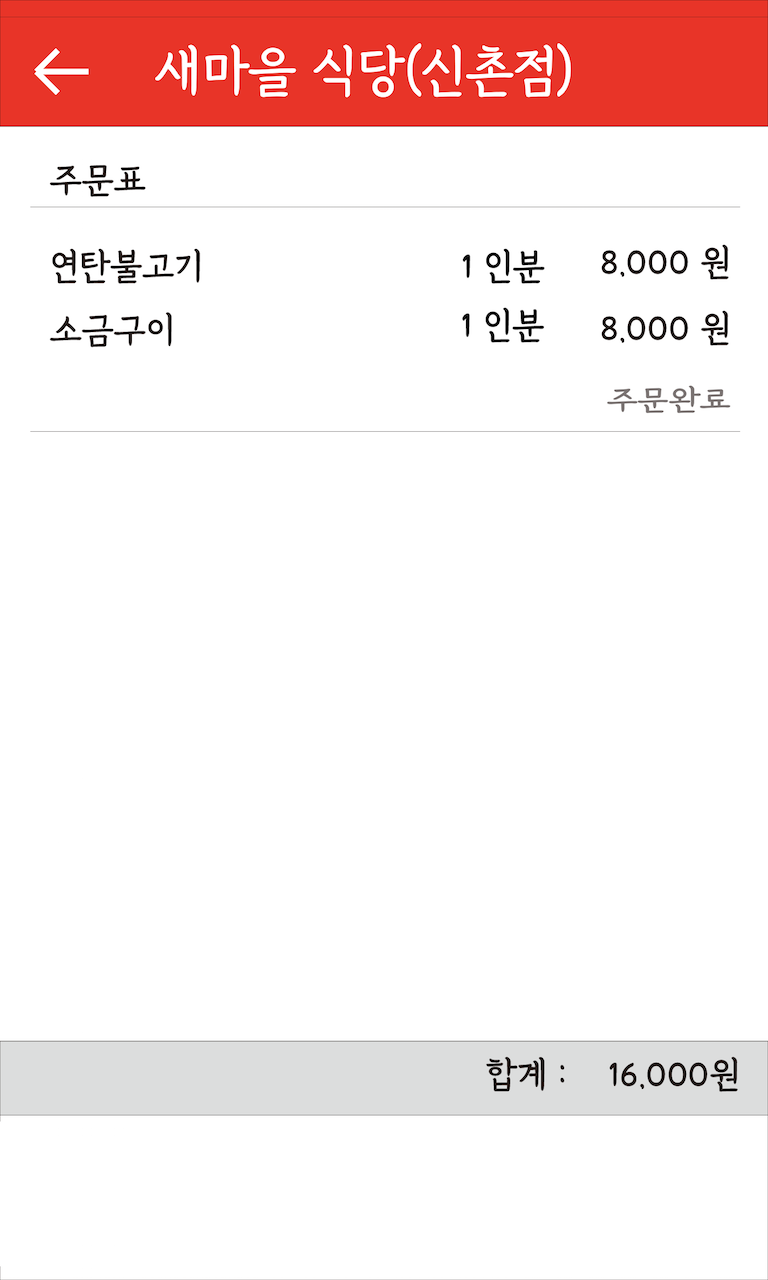 새마을 식당(신촌점)
주문표
연탄불고기 1 인분 8,000 원
소금구이 1 인분 8,000 원
주문완료
합계 : 16,000원